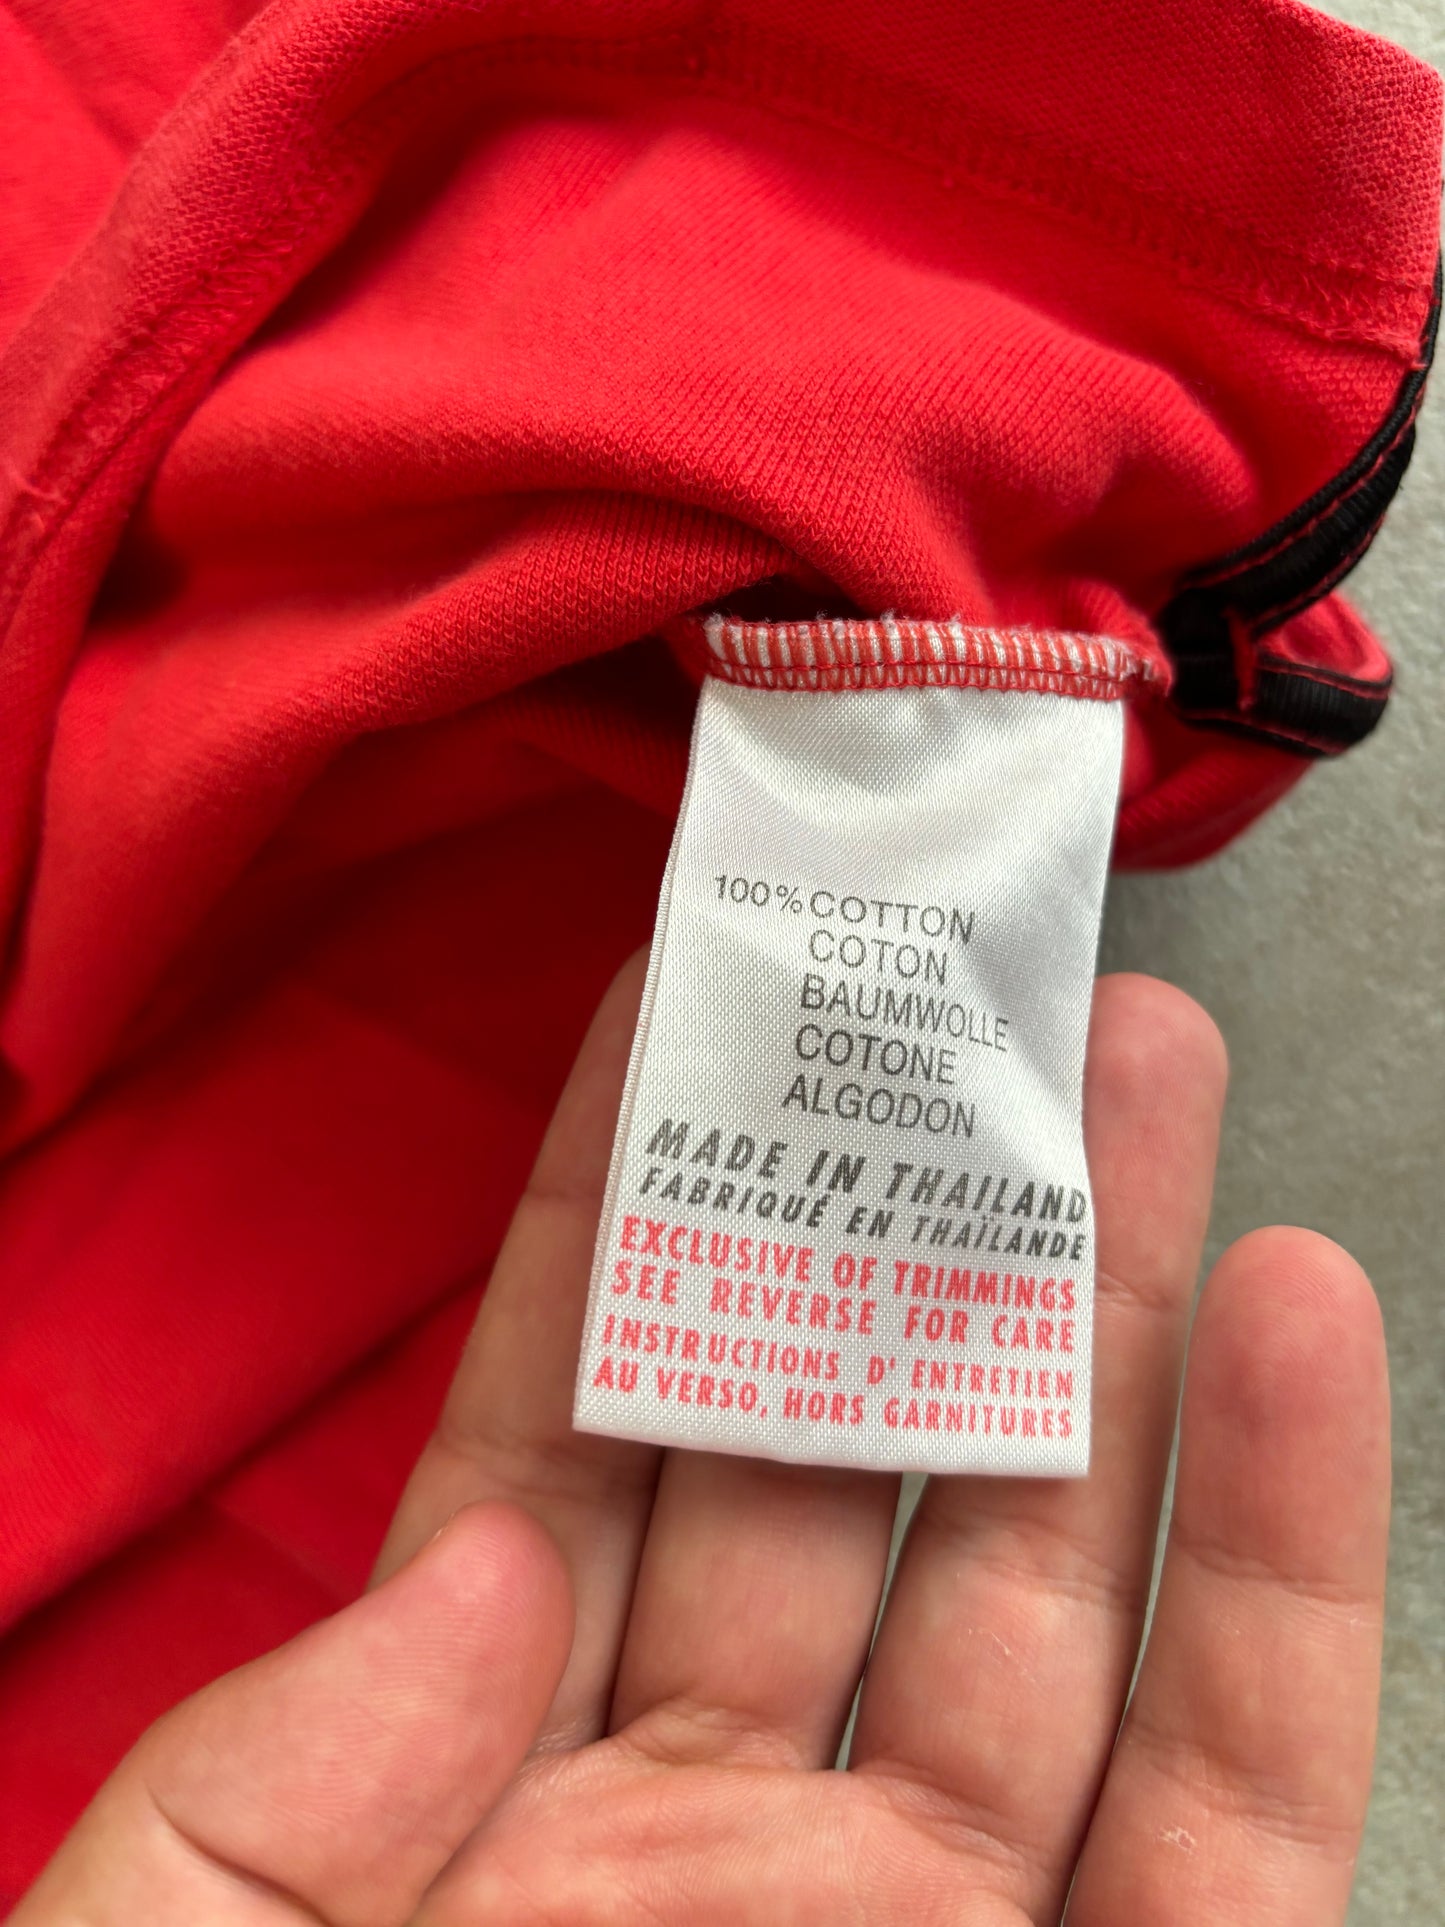 100% COTTON
COTON
BAUMWOLLE
COTONE
ALGODON
MADE IN THAILAND
FABRIQUÉ EN THAÏLANDE
EXCLUSIVE OF TRIMMINGS
SEE REVERSE FOR CARE
INSTRUCTIONS D'ENTRETIEN
AU VERSO, HORS GARNITURES